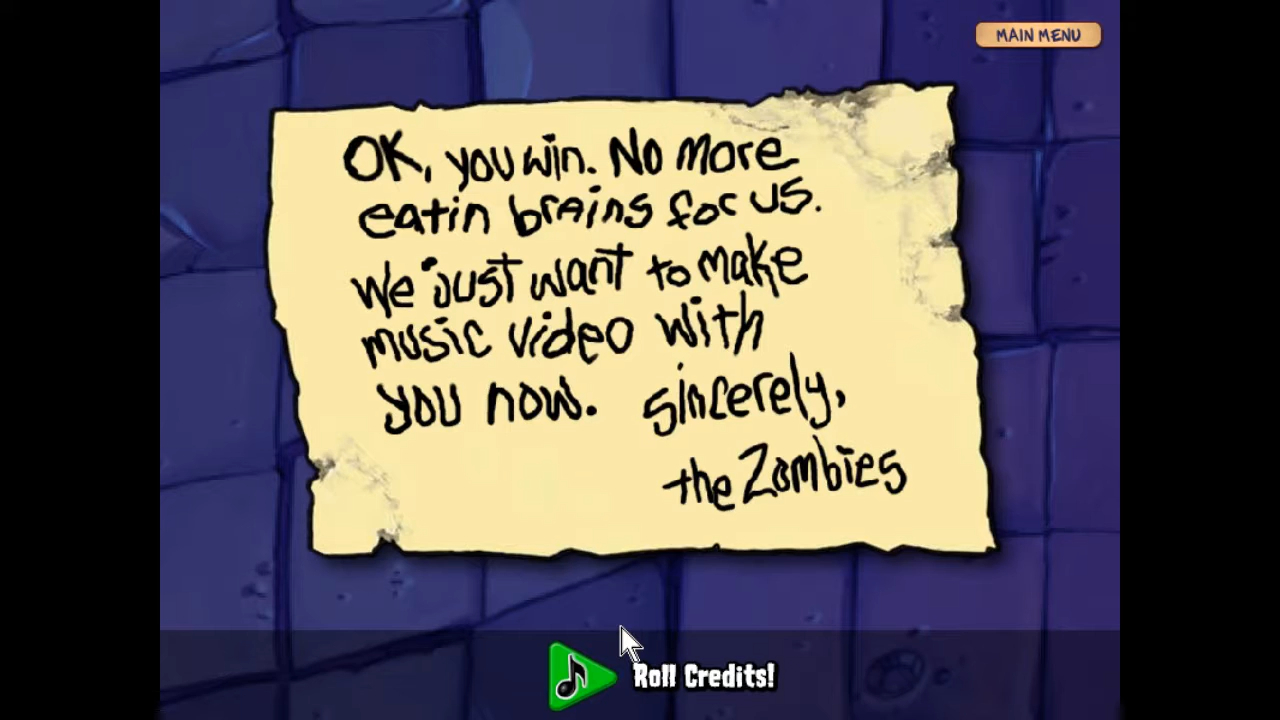 MAIN MENU
OK, you win. No more
eatin brains for us.
We just want to make
music video with
you now. sincerely,
the Zombies
Roll Credits!